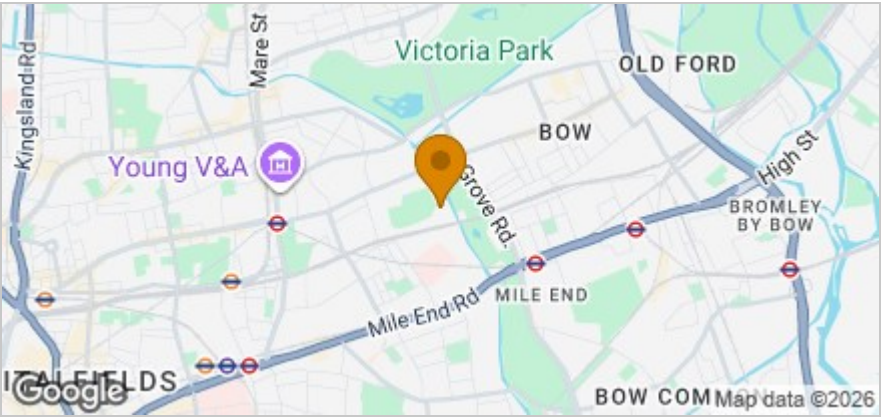 Kingsland Rd
Mare St
Victoria Park
OLD FORD
BOW
High St
Young V&A
Grove Rd.
BROMLEY
BY BOW
MILE END
Mile End Rd
ITALFIELDS
Google
BOW COMMON
Map data ©2026